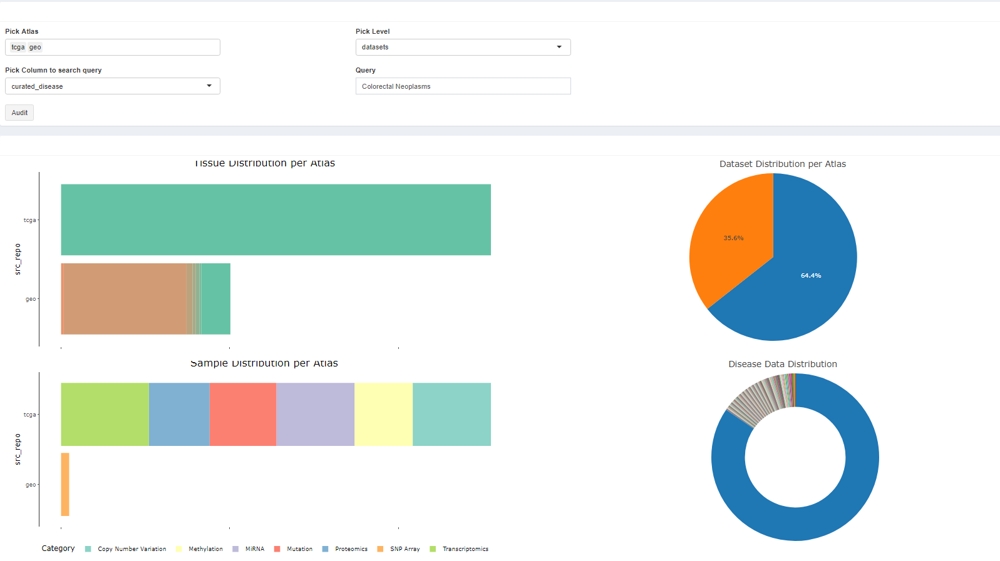 Pick Atlas
Pick Level
tcga geo
datasets
Pick Column to search query
Query
curated_disease
Colorectal Neoplasms
Audit
Tissue Distribution per Atlas
Dataset Distribution per Atlas
tcga
src_repo
geo
35.6%
64.4%
Sample Distribution per Atlas
Disease Data Distribution
tcga
src_repo
geo
Category Copy Number Variation Methylation MiRNA Mutation Proteomics SNP Array Transcriptomics